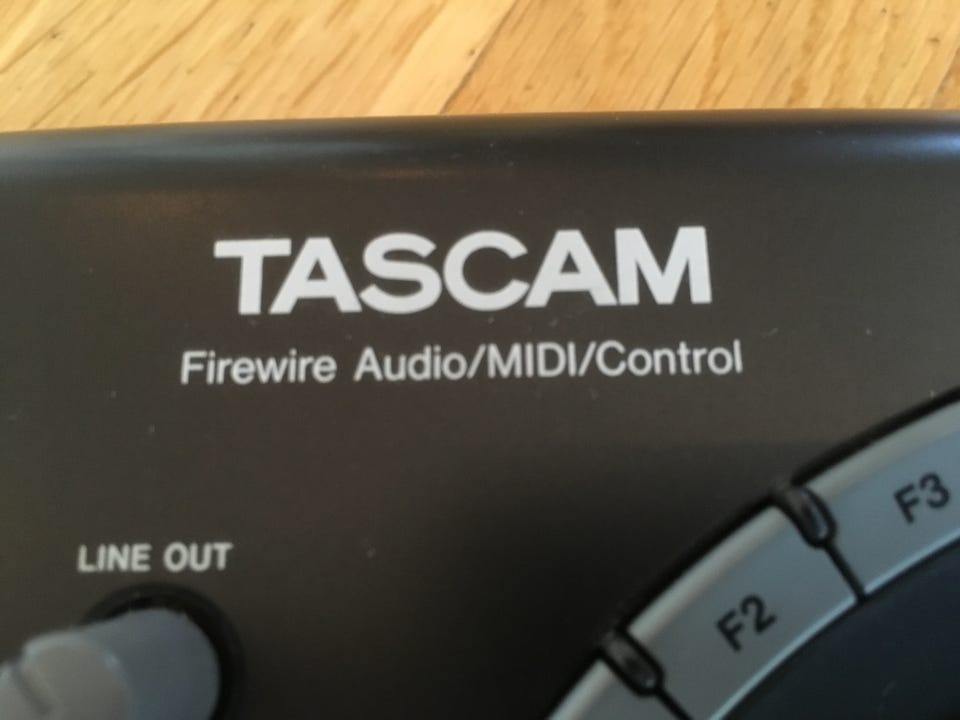 TASCAM
Firewire Audio/MIDI/Control
F3
LINE OUT
F2